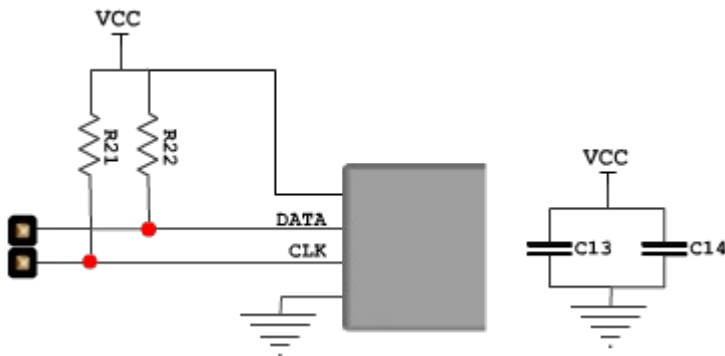 VCC
R21
R22
DATA
CLK
VCC
C13
C14